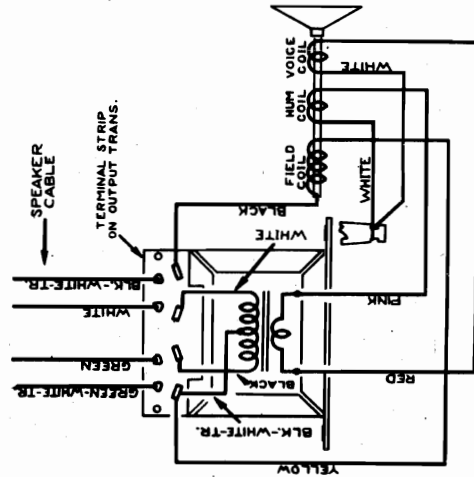 SPEAKER
CABLE
TERMINAL STRIP
ON OUTPUT TRANS.
VOICE
COIL
HUM
COIL
FIELD
COIL
WHITE
WHITE
BLACK
WHITE
BLK.-WHITE-TR.
WHITE
GREEN
GREEN-WHITE-TR.
BLACK
BLK.-WHITE-TR.
PINK
RED
YELLOW